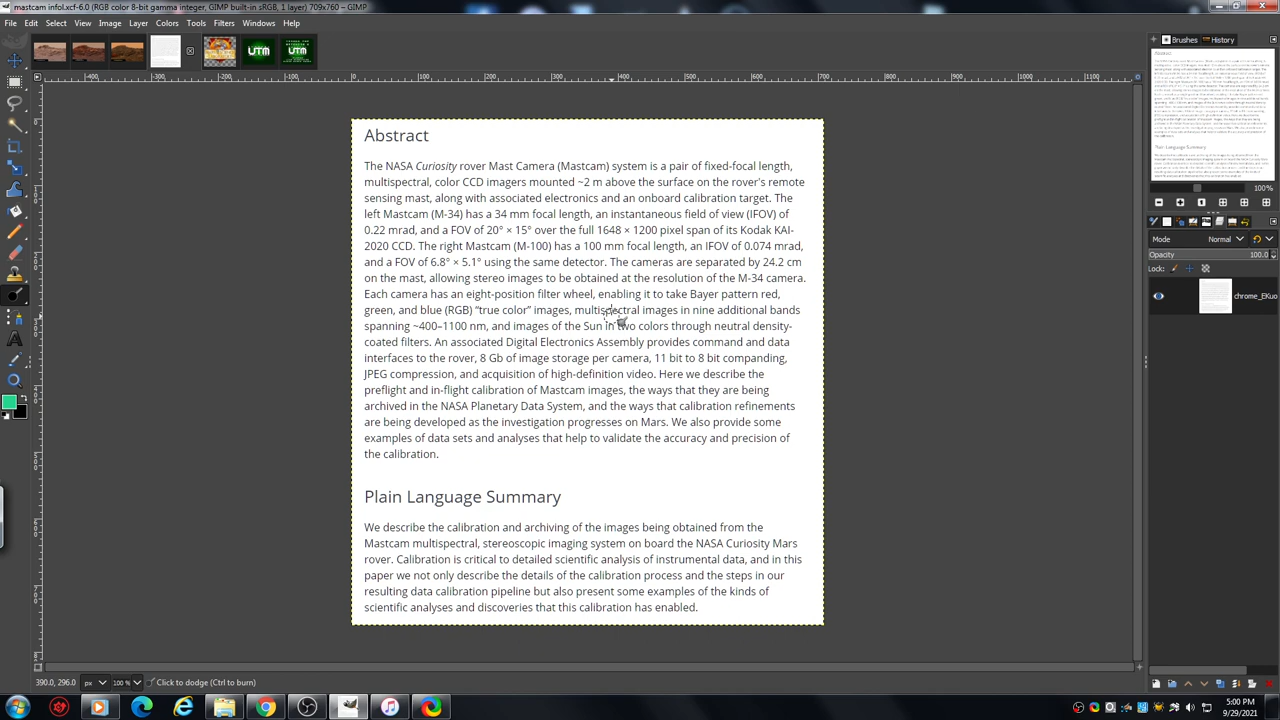 mastcam infol.xcf-6.0 (RGB color 8-bit gamma integer, GIMP built-in sRGB, 1 layer) 709x760 – GIMP
File Edit Select View Image Layer Colors Tools Filters Windows Help
Brushes History
Abstract
The NASA Curiosity rover Mast Camera (Mastcam) system is a pair of fixed-focal length,
multispectral, color CCD imagers mounted ~2 m above the surface on the rover's remote
sensing mast, along with associated electronics and an onboard calibration target. The
left Mastcam (M-34) has a 34 mm focal length, an instantaneous field of view (IFOV) of
0.22 mrad, and a FOV of 20° × 15° over the full 1648 × 1200 pixel span of its Kodak KAI-
2020 CCD. The right Mastcam (M-100) has a 100 mm focal length, an IFOV of 0.074 mrad,
and a FOV of 6.8° × 5.1° using the same detector. The cameras are separated by 24.2 cm
on the mast, allowing stereo images to be obtained at the resolution of the M-34 camera.
Each camera has an eight-position filter wheel, enabling it to take Bayer pattern red,
green, and blue (RGB) “true color” images, multispectral images in nine additional bands
spanning ~400–1100 nm, and images of the Sun in two colors through neutral density-
coated filters. An associated Digital Electronics Assembly provides command and data
interfaces to the rover, 8 Gb of image storage per camera, 11 bit to 8 bit companding,
JPEG compression, and acquisition of high-definition video. Here we describe the
preflight and in-flight calibration of Mastcam images, the ways that they are being
archived in the NASA Planetary Data System, and the ways that calibration refinements
are being developed as the investigation progresses on Mars. We also provide some
examples of data sets and analyses that help to validate the accuracy and precision of
the calibration.
Plain Language Summary
We describe the calibration and archiving of the images being obtained from the
Mastcam multispectral, stereoscopic imaging system on board the NASA Curiosity Mars
rover. Calibration is critical to detailed scientific analysis of instrumental data, and in this
paper we not only describe the details of the calibration process and the steps in our
resulting data calibration pipeline but also present some examples of the kinds of
scientific analyses and discoveries that this calibration has enabled.
100%
Mode Normal
Opacity 100.0
Lock:
chrome_EKuo
390.0, 296.0 px 100 % Click to dodge (Ctrl to burn)
5:00 PM
9/29/2021